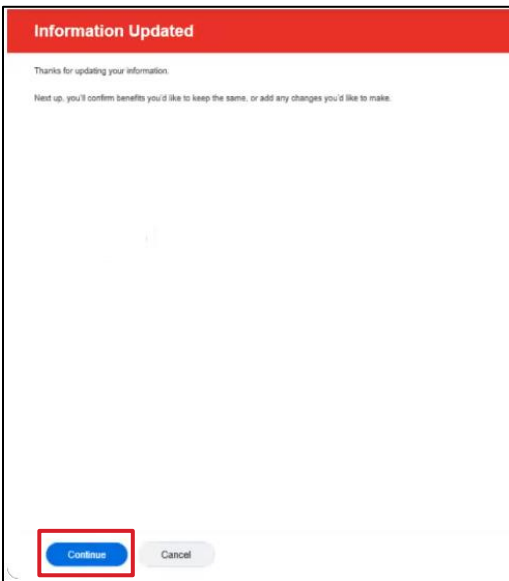 Information Updated
Thanks for updating your information.
Next up, you'll confirm benefits you'd like to keep the same, or add any changes you'd like to make.
Continue
Cancel